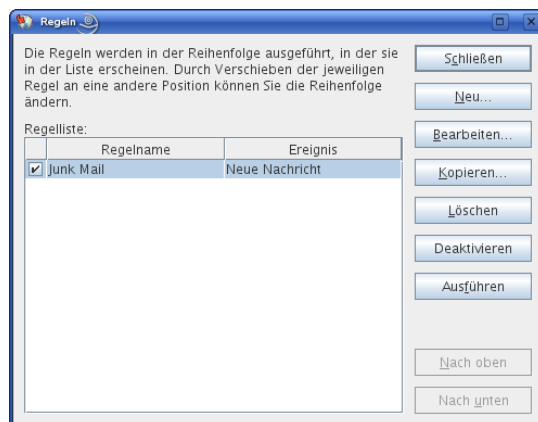 Regeln
Die Regeln werden in der Reihenfolge ausgeführt, in der sie
in der Liste erscheinen. Durch Verschieben der jeweiligen
Regel an eine andere Position können Sie die Reihenfolge
ändern.
Regelliste:
Regelname Ereignis
Junk Mail Neue Nachricht
Schließen
Neu...
Bearbeiten...
Kopieren...
Löschen
Deaktivieren
Ausführen
Nach oben
Nach unten